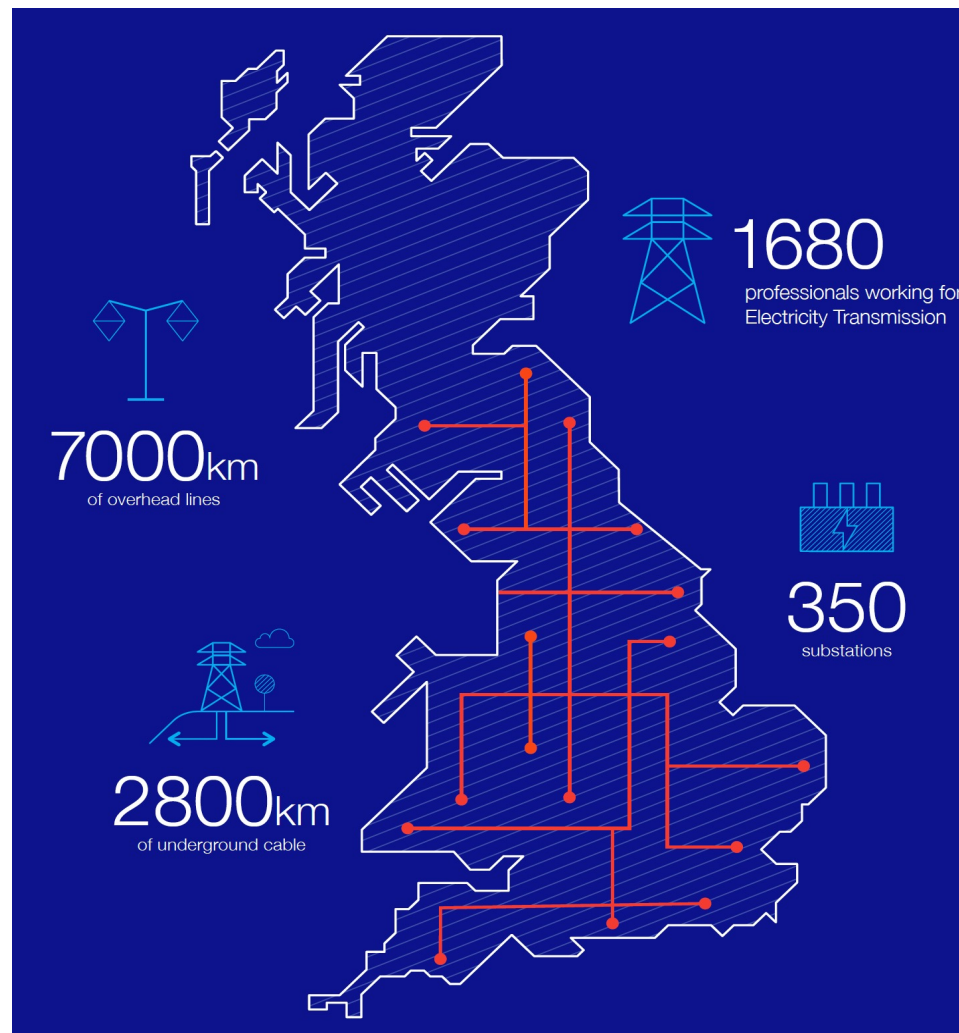 1680
professionals working for
Electricity Transmission
7000km
of overhead lines
350
substations
2800km
of underground cable